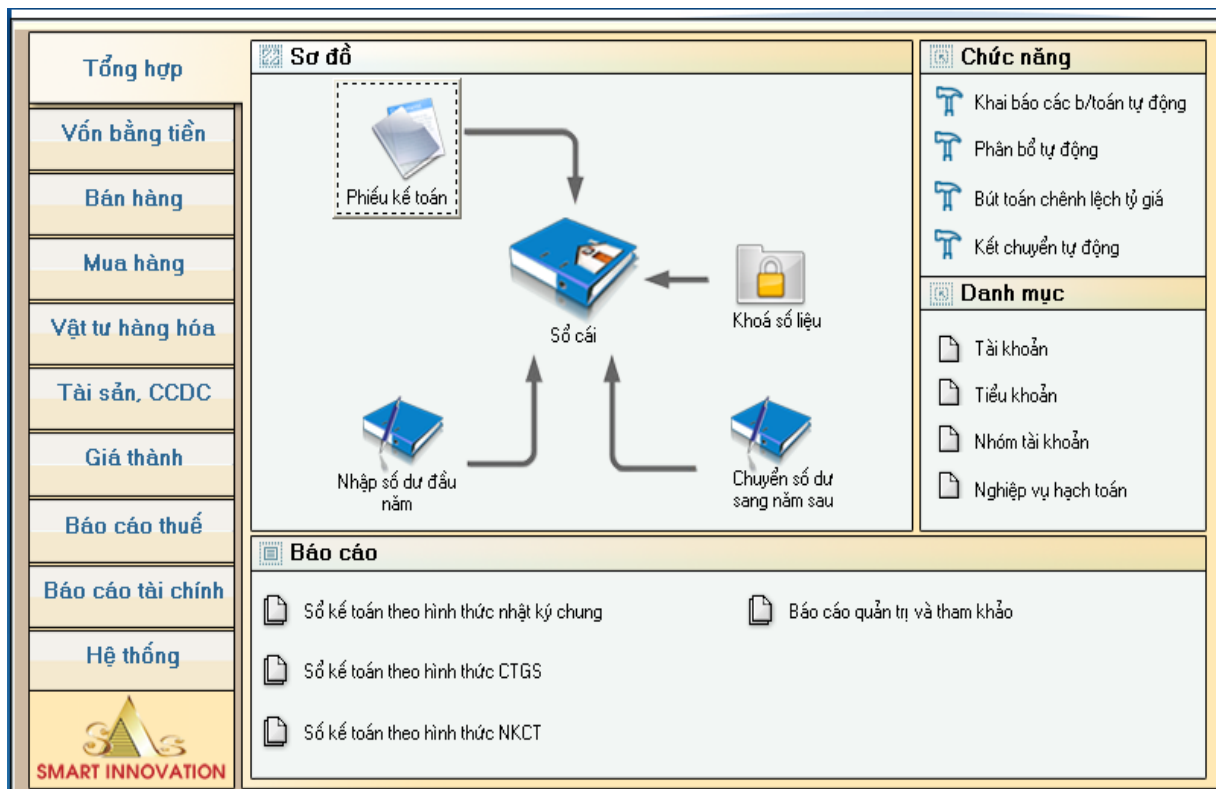 Tổng hợp
Vốn bằng tiền
Bán hàng
Mua hàng
Vật tư hàng hóa
Tài sản, CCDC
Giá thành
Báo cáo thuế
Báo cáo tài chính
Hệ thống
SAS
SMART INNOVATION
Sơ đồ
Phiếu kế toán
Sổ cái
Khoá số liệu
Nhập số dư đầu
năm
Chuyển số dư
sang năm sau
Chức năng
Khai báo các b/toán tự động
Phân bổ tự động
Bút toán chênh lệch tỷ giá
Kết chuyển tự động
Danh mục
Tài khoản
Tiểu khoản
Nhóm tài khoản
Nghiệp vụ hạch toán
Báo cáo
Sổ kế toán theo hình thức nhật ký chung
Sổ kế toán theo hình thức CTGS
Số kế toán theo hình thức NKCT
Báo cáo quản trị và tham khảo